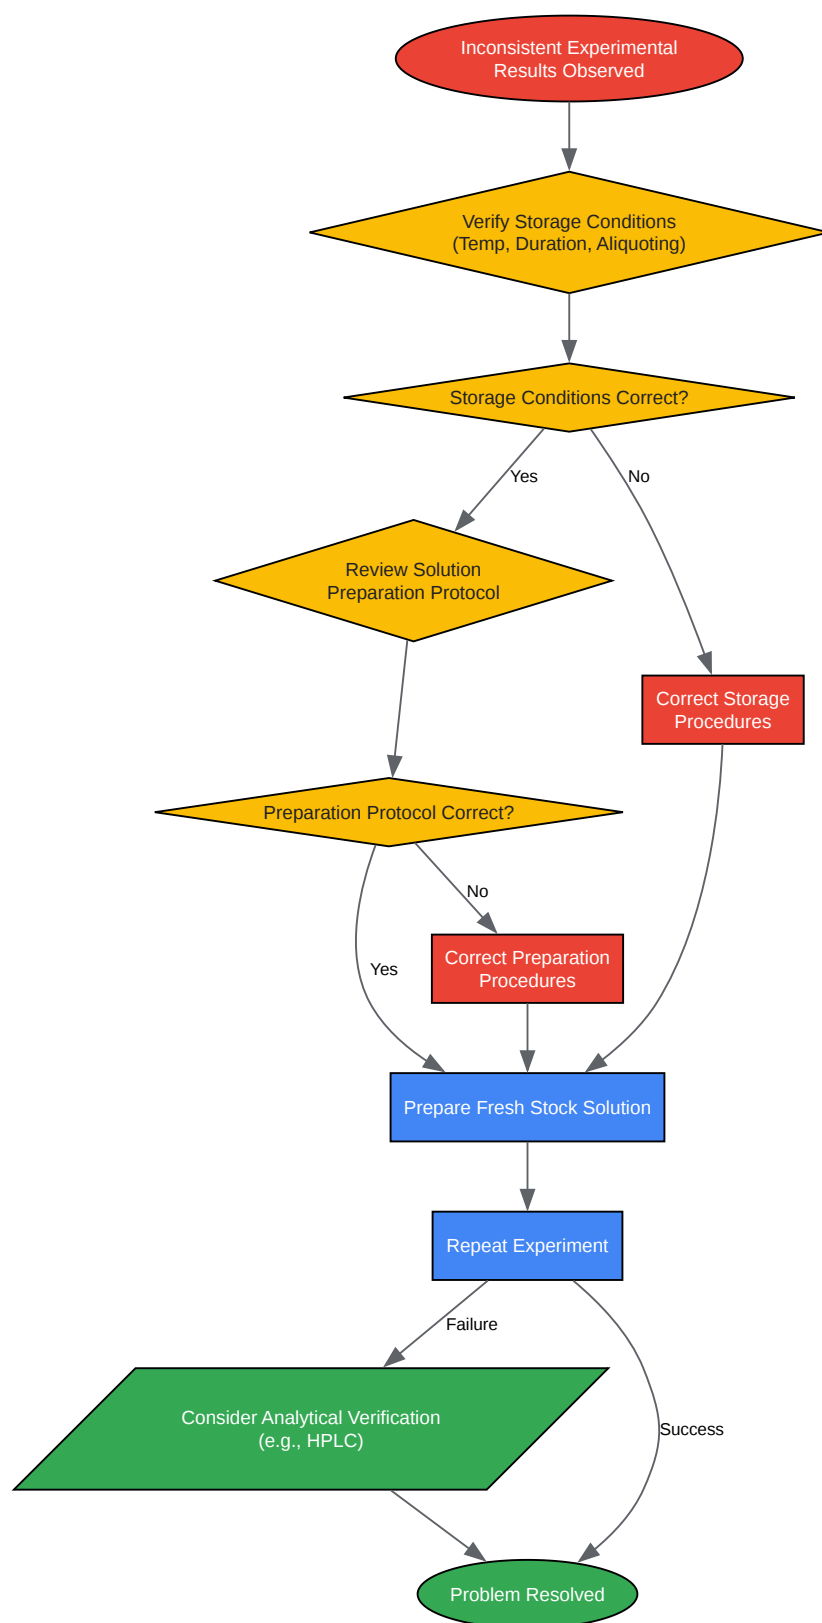 Inconsistent Experimental
Results Observed
Verify Storage Conditions
(Temp, Duration, Aliquoting)
Storage Conditions Correct?
Yes
No
Review Solution
Preparation Protocol
Correct Storage
Procedures
Preparation Protocol Correct?
No
Yes
Correct Preparation
Procedures
Prepare Fresh Stock Solution
Repeat Experiment
Failure
Success
Consider Analytical Verification
(e.g., HPLC)
Problem Resolved